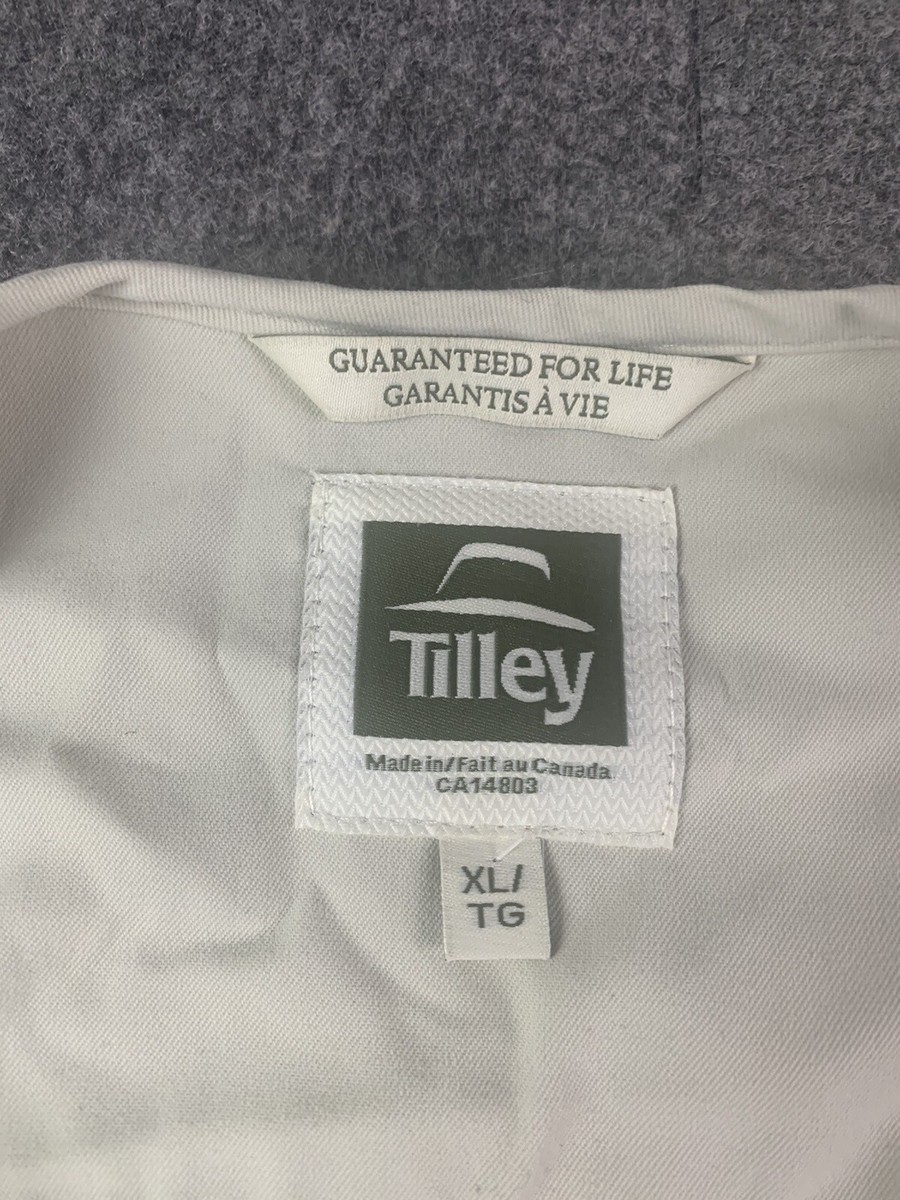 GUARANTEED FOR LIFE
GARANTIS À VIE
Tilley
Made in/Fait au Canada
CA14803
XL/
TG